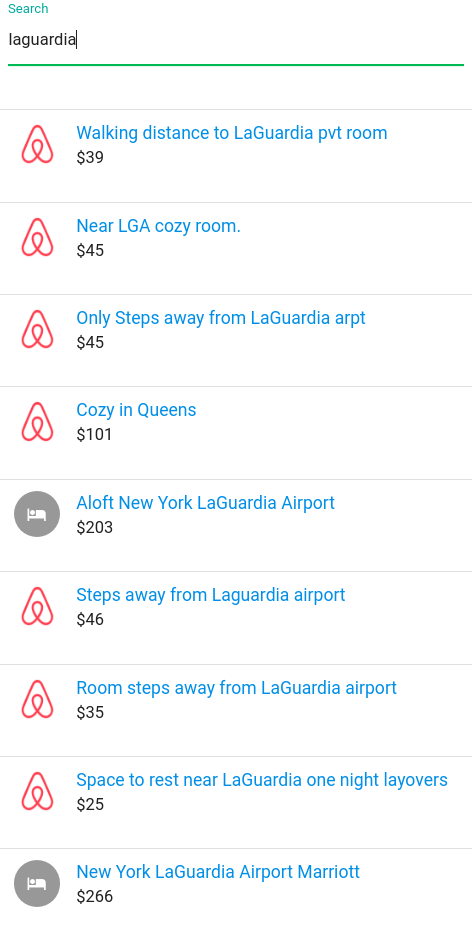 Search
laguardia
Walking distance to LaGuardia pvt room
$39
Near LGA cozy room.
$45
Only Steps away from LaGuardia arpt
$45
Cozy in Queens
$101
Aloft New York LaGuardia Airport
$203
Steps away from Laguardia airport
$46
Room steps away from LaGuardia airport
$35
Space to rest near LaGuardia one night layovers
$25
New York LaGuardia Airport Marriott
$266